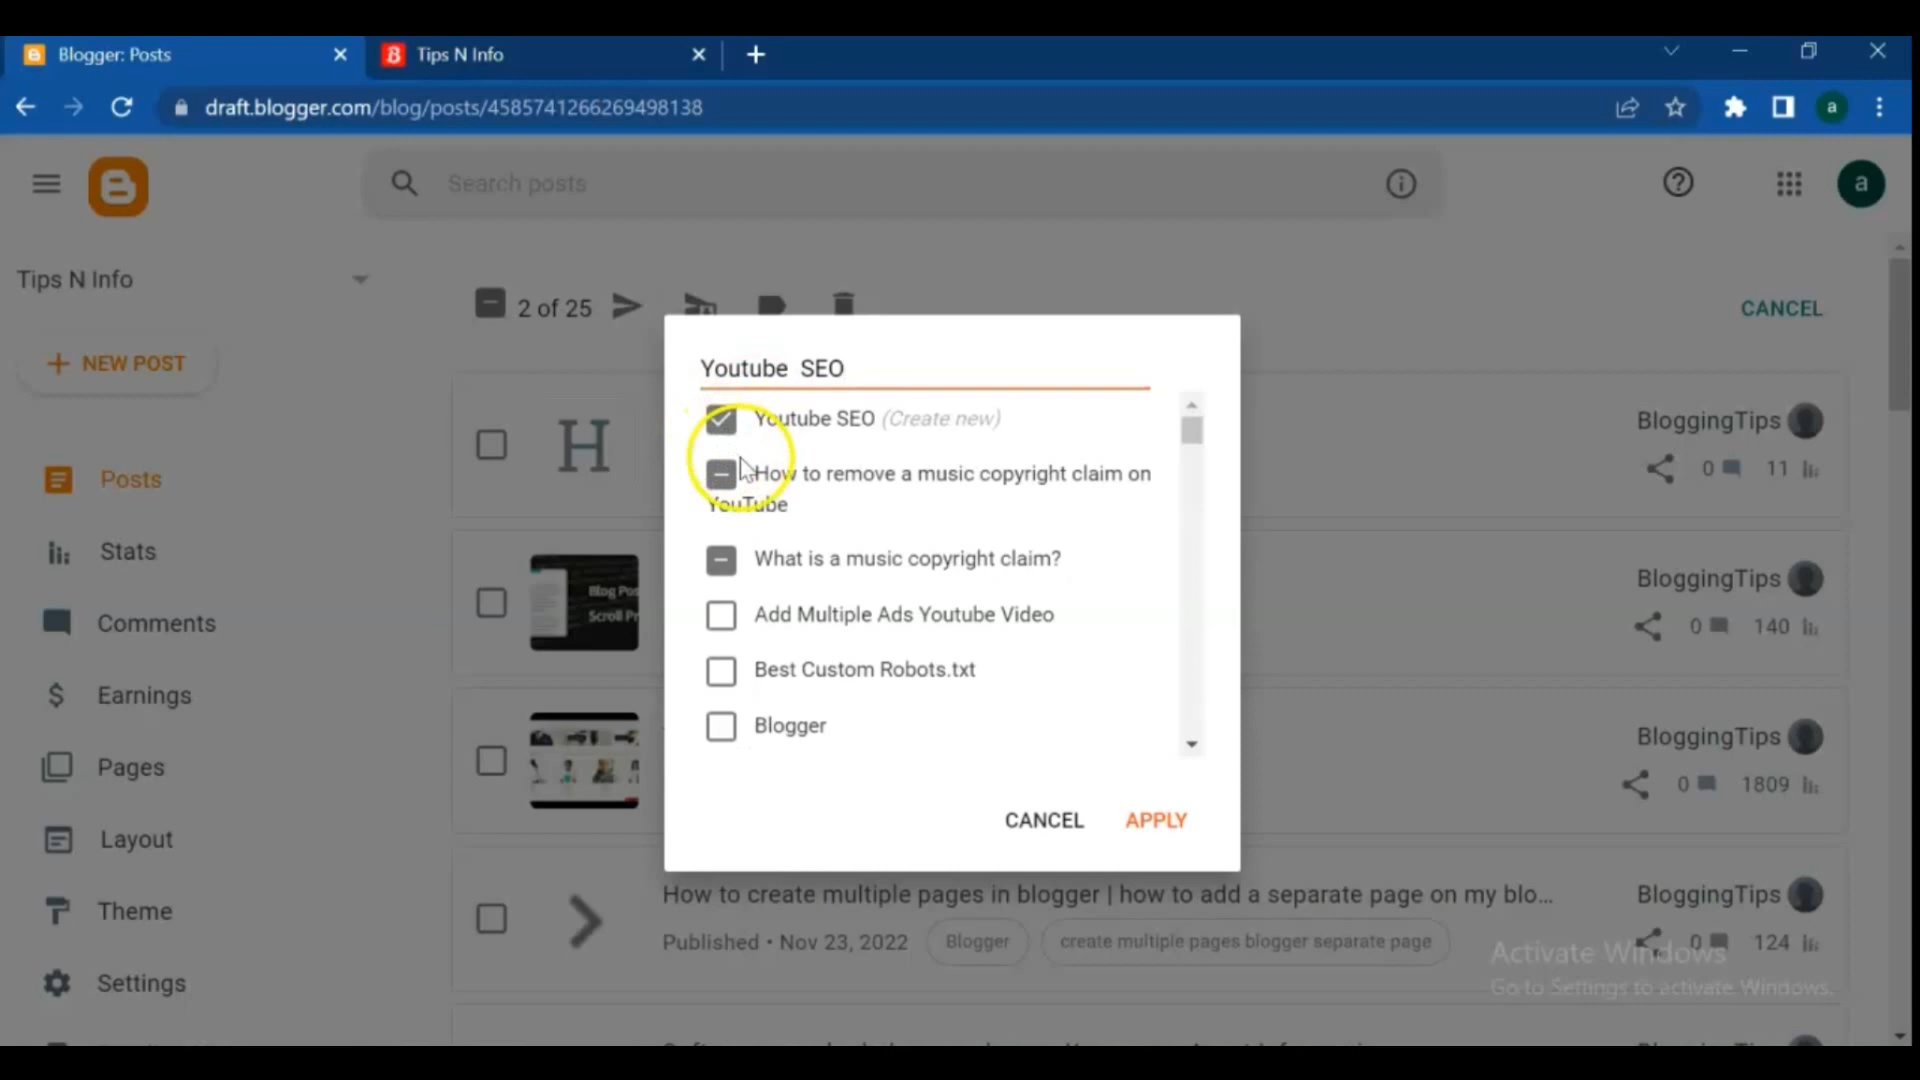 Blogger: Posts
Tips N Info
draft.blogger.com/blog/posts/4585741266269498138
a
Search posts
a
Tips N Info
2 of 25
CANCEL
NEW POST
Youtube  SEO
Youtube SEO (Create new)
How to remove a music copyright claim on
YouTube
What is a music copyright claim?
Add Multiple Ads Youtube Video
Best Custom Robots.txt
Blogger
CANCEL
APPLY
Posts
Stats
Comments
Earnings
Pages
Layout
Theme
Settings
H
BloggingTips
0 11
Blog Pos
Scroll Pr
BloggingTips
0 140
BloggingTips
0 1809
How to create multiple pages in blogger | how to add a separate page on my blo...
Published • Nov 23, 2022
Blogger
create multiple pages blogger separate page
BloggingTips
0 124
Activate Windows
Go to Settings to activate Windows.